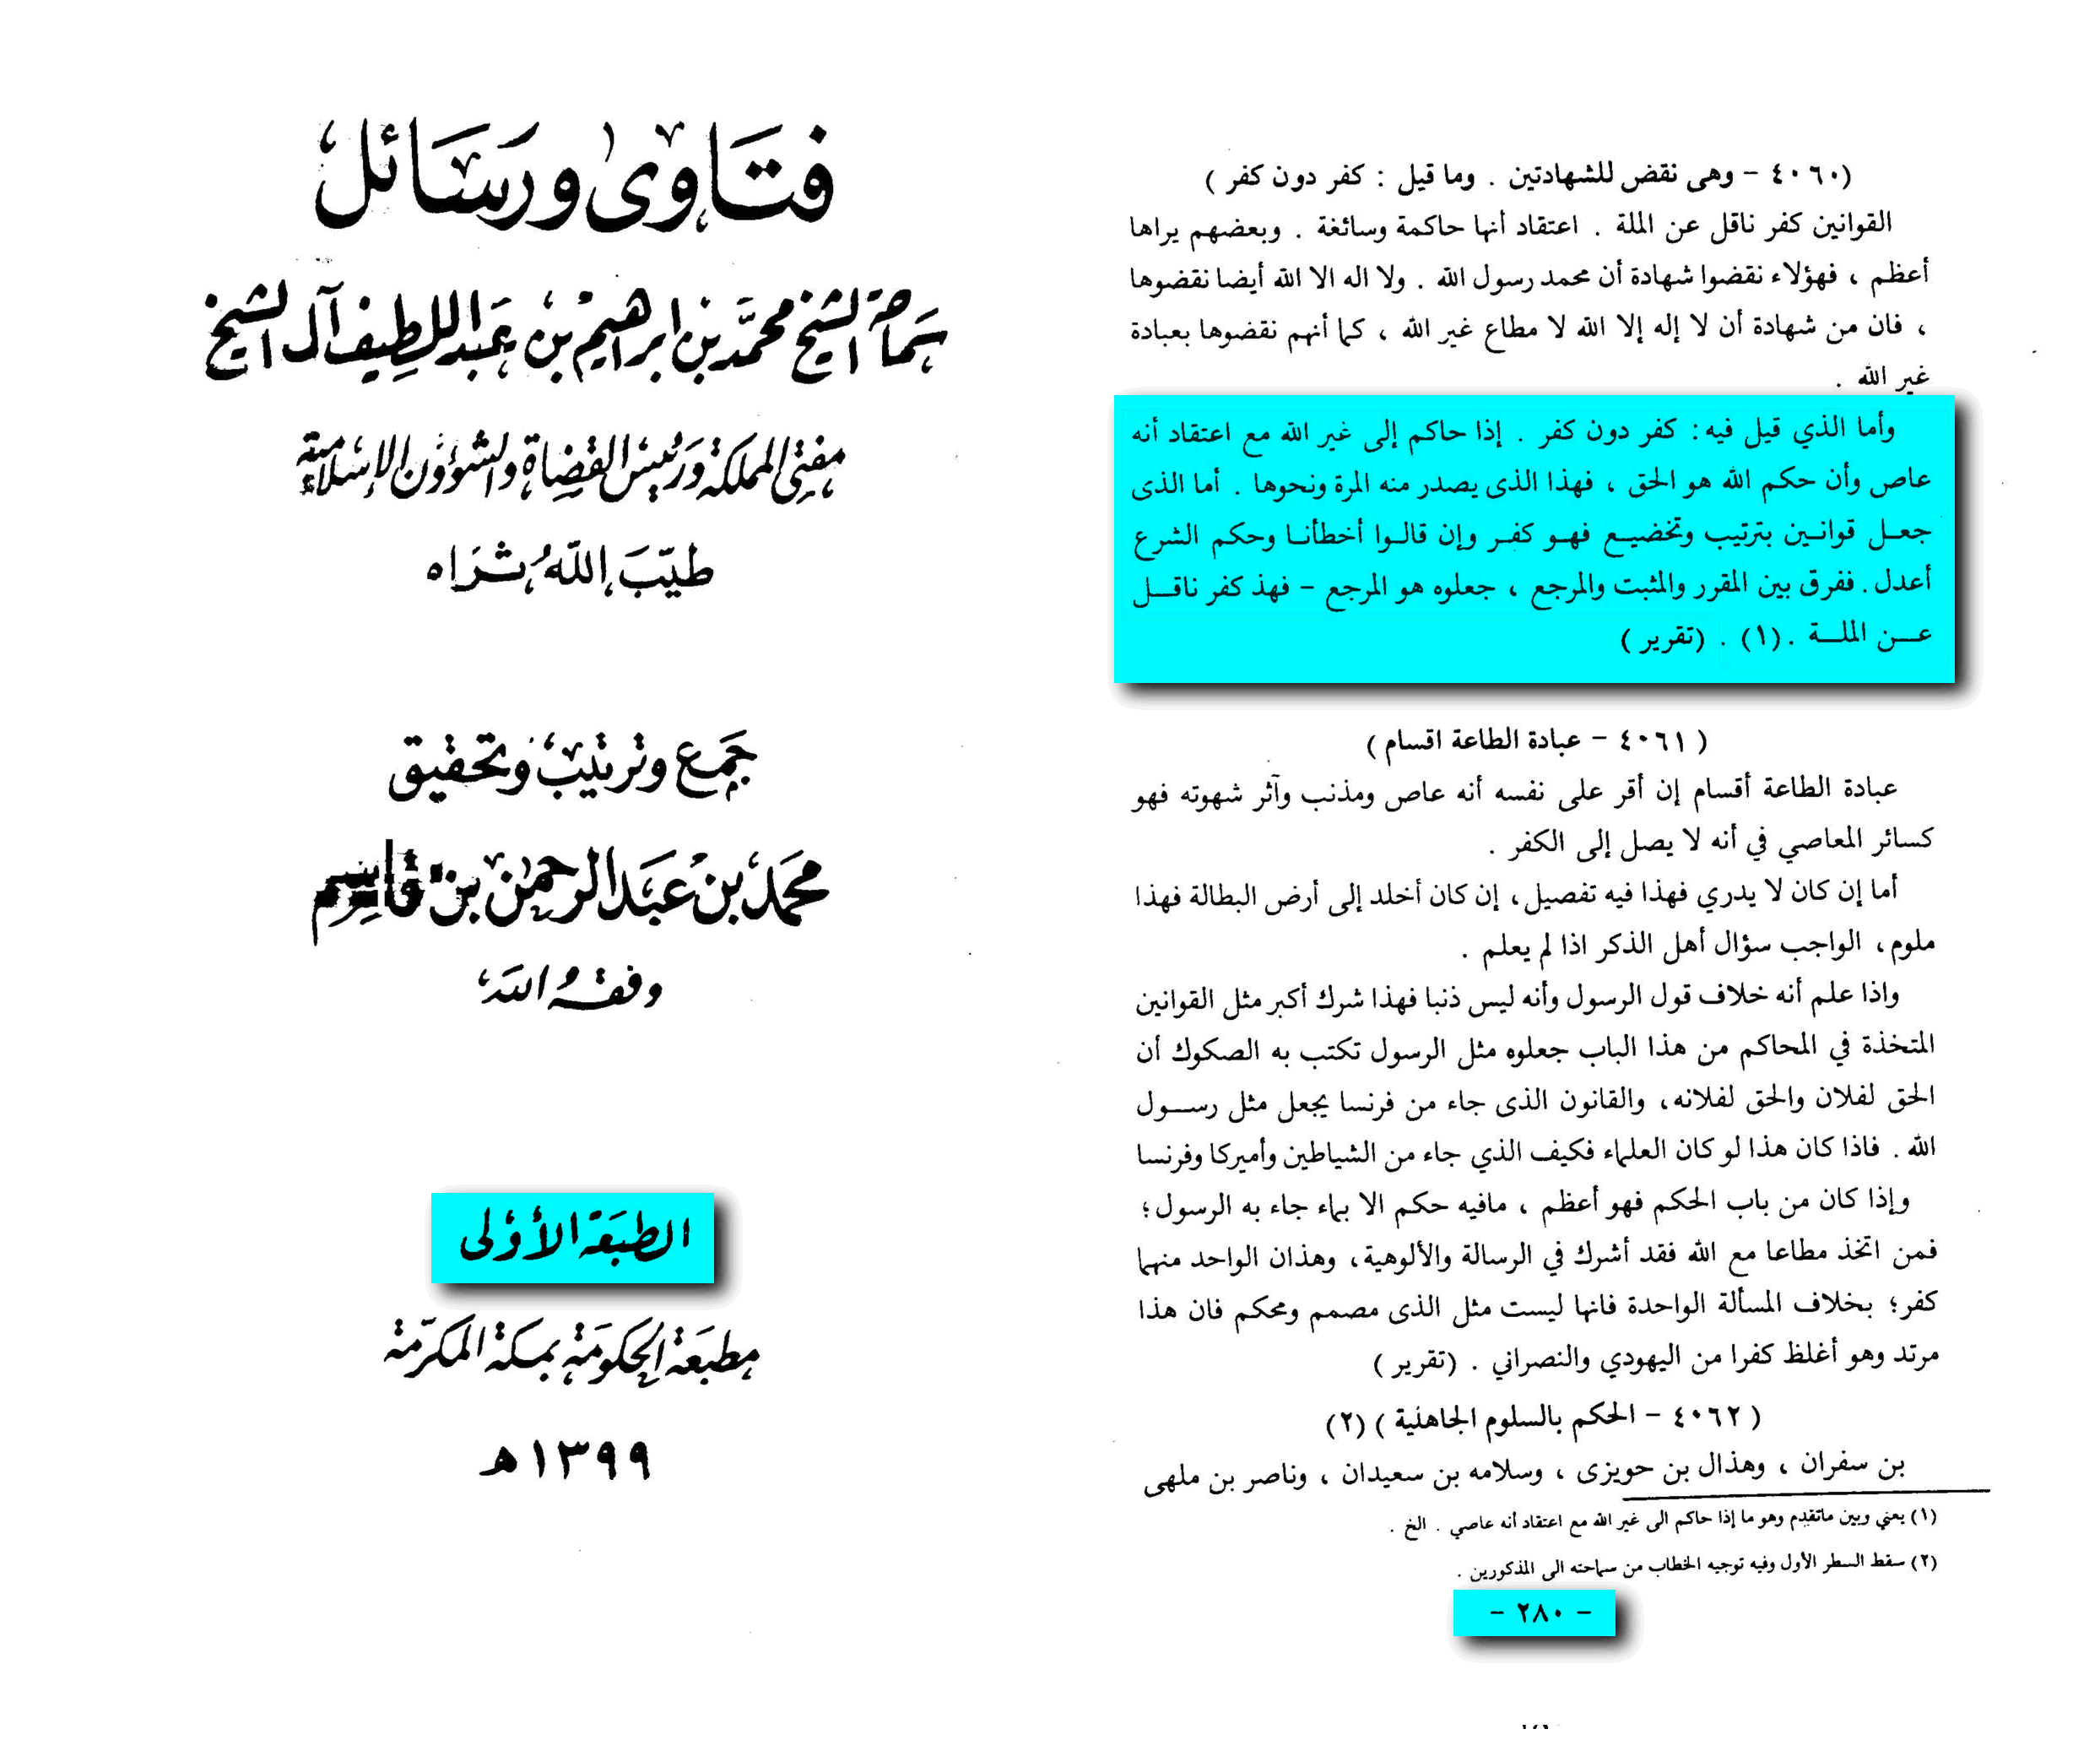 فتاوى ورسائل
سماحة الشيخ محمد بن ابراهيم بن عبد اللطيف آل الشيخ
مفتي المملكة ورئيس القضاة والشؤون الإسلامية
طيب الله ثراه
جمع وترتيب وتحقيق
محمد بن عبد الرحمن بن قاسم
وفقه الله
الطبعة الأولى
مطبعة الحكومة بمكة المكرمة
١٣٩٩ هـ
(٤٠٦٠ - وهى نقض للشهادتين . وما قيل : كفر دون كفر )
القوانين كفر ناقل عن الملة . اعتقاد أنها حاكمة وسائغة . وبعضهم يراها
أعظم ، فهؤلاء نقضوا شهادة أن محمد رسول الله . ولا اله الا الله أيضا نقضوها
، فان من شهادة أن لا إله إلا الله لا مطاع غير الله ، كما أنهم نقضوها بعبادة
غير الله .
وأما الذي قيل فيه : كفر دون كفر . إذا حاكم إلى غير الله مع اعتقاد أنه
عاص وأن حكم الله هو الحق ، فهذا الذى يصدر منه المرة ونحوها . أما الذى
جعل قوانين بترتيب وتخضيع فهو كفر وإن قالوا أخطأنا وحكم الشرع
أعدل . ففرق بين المقرر والمثبت والمرجع ، جعلوه هو المرجع - فهذ كفر ناقل
عن الملة . (١) . (تقرير )
( ٤٠٦١ - عبادة الطاعة اقسام )
عبادة الطاعة أقسام إن أقر على نفسه أنه عاص ومذنب وآثر شهوته فهو
كسائر المعاصي في أنه لا يصل إلى الكفر .
أما إن كان لا يدري فهذا فيه تفصيل ، إن كان أخلد إلى أرض البطالة فهذا
ملوم ، الواجب سؤال أهل الذكر اذا لم يعلم .
واذا علم أنه خلاف قول الرسول وأنه ليس ذنبا فهذا شرك أكبر مثل القوانين
المتخذة في المحاكم من هذا الباب جعلوه مثل الرسول تكتب به الصكوك أن
الحق لفلان والحق لفلانه ، والقانون الذى جاء من فرنسا يجعل مثل رسول
الله . فاذا كان هذا لو كان العلماء فكيف الذي جاء من الشياطين وأميركا وفرنسا
وإذا كان من باب الحكم فهو أعظم ، مافيه حكم الا بماء جاء به الرسول ؛
فمن اتخذ مطاعا مع الله فقد أشرك في الرسالة والألوهية ، وهذان الواحد منهما
كفر ؛ بخلاف المسألة الواحدة فانها ليست مثل الذى مصمم ومحكم فان هذا
مرتد وهو أغلظ كفرا من اليهودي والنصراني . (تقرير )
( ٤٠٦٢ - الحكم بالسلوم الجاهلية ) (٢)
بن سفران ، وهذال بن حويزى ، وسلامه بن سعيدان ، وناصر بن ملهى
(١) يعني وبين ماتقدم وهو ما إذا حاكم الى غير الله مع اعتقاد أنه عاصي . الخ .
(٢) سقط السطر الأول وفيه توجيه الخطاب من سماحته الى المذكورين .
- ٢٨٠ -